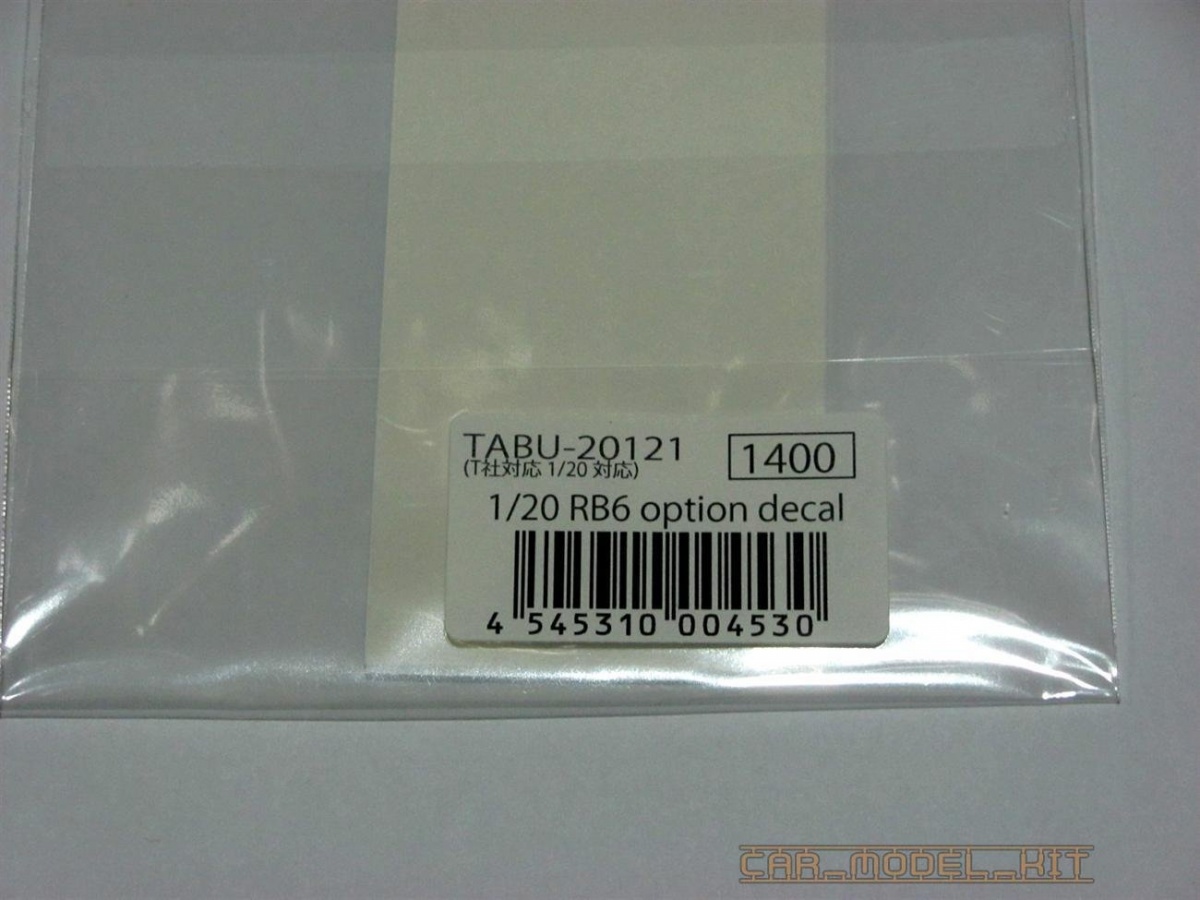 TABU-20121
1400
(T社対応 1/20 対応)
1/20 RB6 option decal
4 545310 004530
CAR_MODEL_KIT